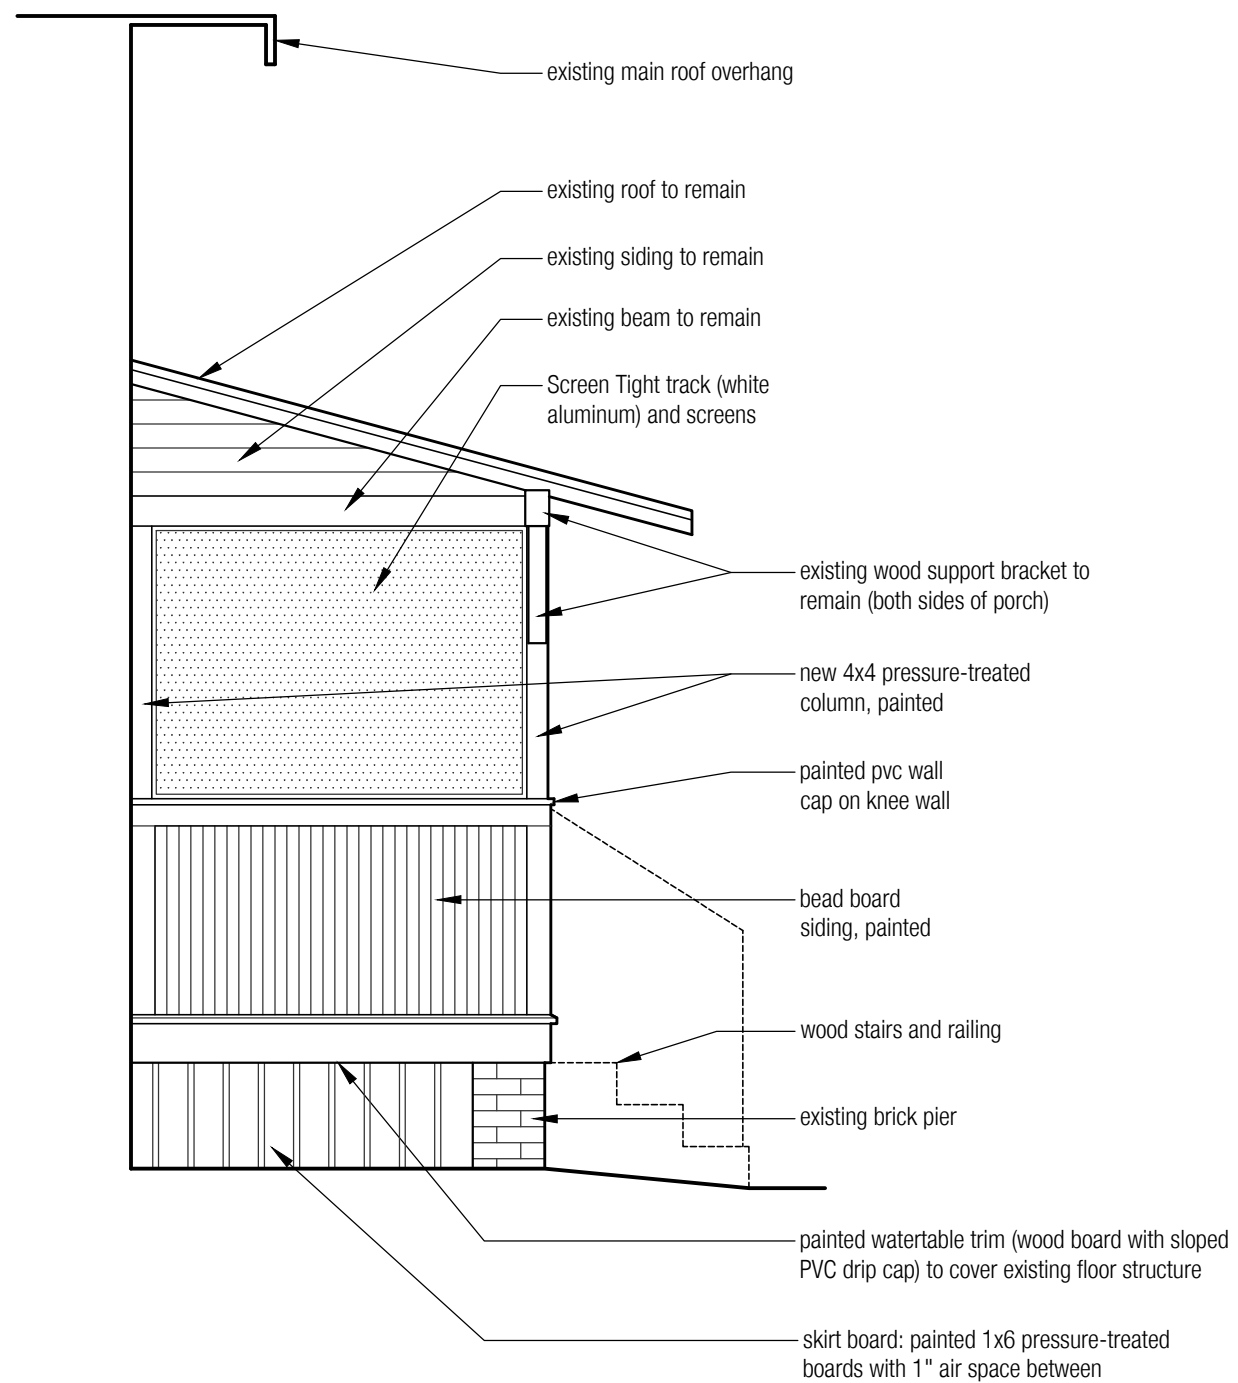 existing main roof overhang
existing roof to remain
existing siding to remain
existing beam to remain
Screen Tight track (white
aluminum) and screens
existing wood support bracket to
remain (both sides of porch)
new 4x4 pressure-treated
column, painted
painted pvc wall
cap on knee wall
bead board
siding, painted
wood stairs and railing
existing brick pier
painted watertable trim (wood board with sloped
PVC drip cap) to cover existing floor structure
skirt board: painted 1x6 pressure-treated
boards with 1" air space between